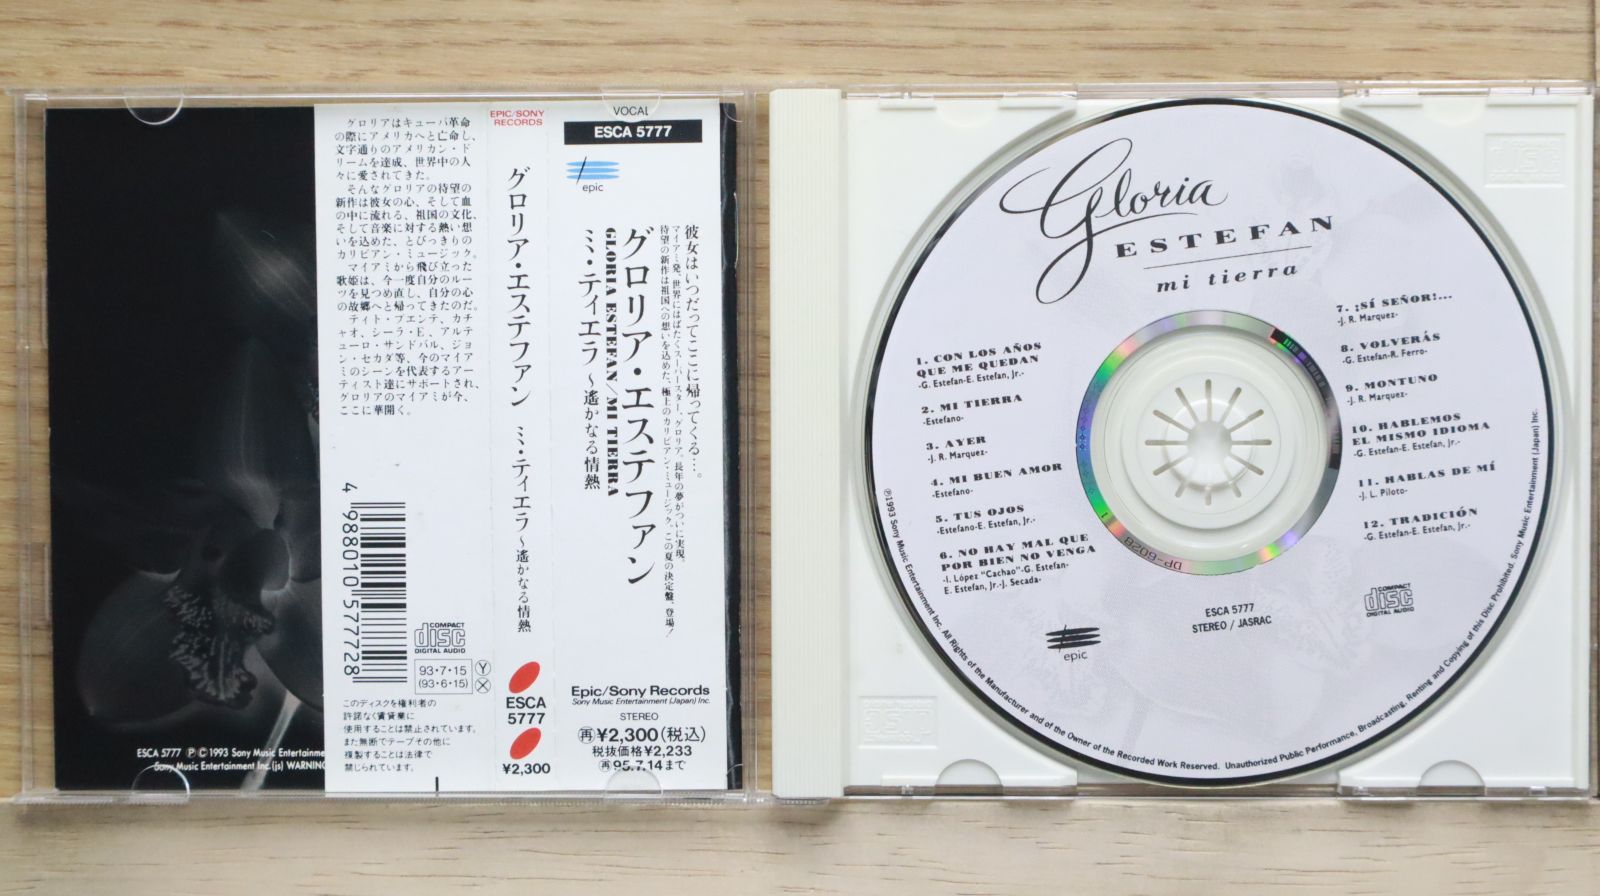 グロリアはキューバ革命
の際にアメリカへと亡命し、
文字通りのアメリカン・ド
リームを達成、世界中の人
々に愛されてきた。
そんなグロリアの待望の
新作は彼女の心、そして血
の中に流れる、祖国の文化、
そして音楽に対する熱い想
いを込めた、とびっきりの
カリビアン・ミュージック。
マイアミから飛び立った
歌姫は、今一度自分のルー
ツを見つめ直し、自分の心
の故郷へと帰ってきたのだ。
ティト・プエンテ、カチ
ャオ、シーラ・E、アルテ
ューロ・サンドバル、ジョ
ン・セカダ等、今のマイア
ミのシーンを代表するアー
ティスト達にサポートされ、
グロリアのマイアミが今、
ここに華開く。
4 988010 577728
COMPACT
disc
DIGITAL AUDIO
93・7・15 Y
(93・6・15) X
このディスクを権利者の
許諾なく賃貸業に
使用することは禁止されています。
また無断でテープその他に
複製することは法律で
禁じられています。
ESCA 5777 ℗©1993 Sony Music Entertainme
Sony Music Entertainment Inc.(js) WARNING
EPIC/SONY
RECORDS
グロリア・エステファン ミ・ティエラ~遙かなる情熱
ESCA
5777
¥2,300
VOCAL
ESCA 5777
epic
彼女はいつだってここに帰ってくる…。
マイアミ発、世界にはばたくスーパースター、グロリア。長年の夢がついに実現。
待望の新作は祖国への想いを込めた、極上のカリビアン・ミュージック。この夏の決定盤、登場!
グロリア・エステファン
GLORIA ESTEFAN/MI TIERRA
ミ・ティエラ~遙かなる情熱
Epic/Sony Records
Sony Music Entertainment (Japan) Inc.
STEREO
再¥2,300(税込)
税抜価格¥2,233
再95.7.14まで
Gloria
ESTEFAN
mi tierra
1. CON LOS AÑOS
QUE ME QUEDAN
-G. Estefan-E. Estefan, Jr.-
2. MI TIERRA
-Estefano-
3. AYER
-J. R. Marquez-
4. MI BUEN AMOR
-Estefano-
5. TUS OJOS
-Estefano-E. Estefan, Jr.-
6. NO HAY MAL QUE
POR BIEN NO VENGA
-I. López "Cachao"-G. Estefan-
E. Estefan, Jr.-J. Secada-
7. ¡SÍ SEÑOR!...
-J. R. Marquez-
8. VOLVERÁS
-G. Estefan-R. Ferro-
9. MONTUNO
-J. R. Marquez-
10. HABLEMOS
EL MISMO IDIOMA
-G. Estefan-E. Estefan, Jr.-
11. HABLAS DE MÍ
-J. L. Piloto-
12. TRADICIÓN
-G. Estefan-E. Estefan, Jr.-
DP-6028
ESCA 5777
STEREO / JASRAC
epic
COMPACT
disc
DIGITAL AUDIO
℗1993 Sony Music Entertainment Inc. All Rights of the Manufacturer and of the Owner of the Recorded Work Reserved. Unauthorized Public Performance, Broadcasting, Renting and Copying of this Disc Prohibited. Sony Music Entertainment (Japan) Inc.
disc